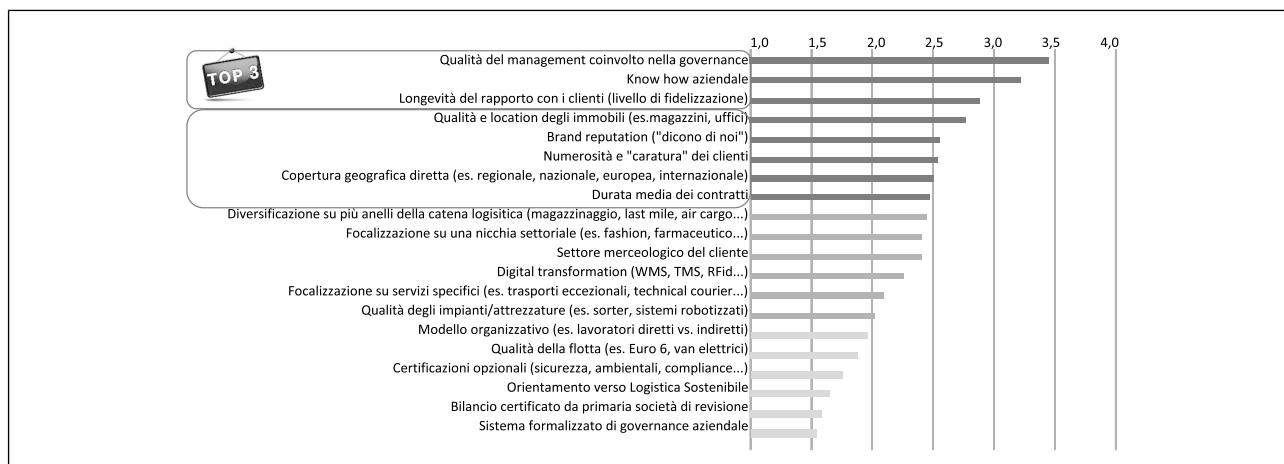 1,0 1,5 2,0 2,5 3,0 3,5 4,0
TOP 3
Qualità del management coinvolto nella governance
Know how aziendale
Longevità del rapporto con i clienti (livello di fidelizzazione)
Qualità e location degli immobili (es.magazzini, uffici)
Brand reputation ("dicono di noi")
Numerosità e "caratura" dei clienti
Copertura geografica diretta (es. regionale, nazionale, europea, internazionale)
Durata media dei contratti
Diversificazione su più anelli della catena logisitica (magazzinaggio, last mile, air cargo...)
Focalizzazione su una nicchia settoriale (es. fashion, farmaceutico...)
Settore merceologico del cliente
Digital transformation (WMS, TMS, RFid...)
Focalizzazione su servizi specifici (es. trasporti eccezionali, technical courier...)
Qualità degli impianti/attrezzature (es. sorter, sistemi robotizzati)
Modello organizzativo (es. lavoratori diretti vs. indiretti)
Qualità della flotta (es. Euro 6, van elettrici)
Certificazioni opzionali (sicurezza, ambientali, compliance...)
Orientamento verso Logistica Sostenibile
Bilancio certificato da primaria società di revisione
Sistema formalizzato di governance aziendale